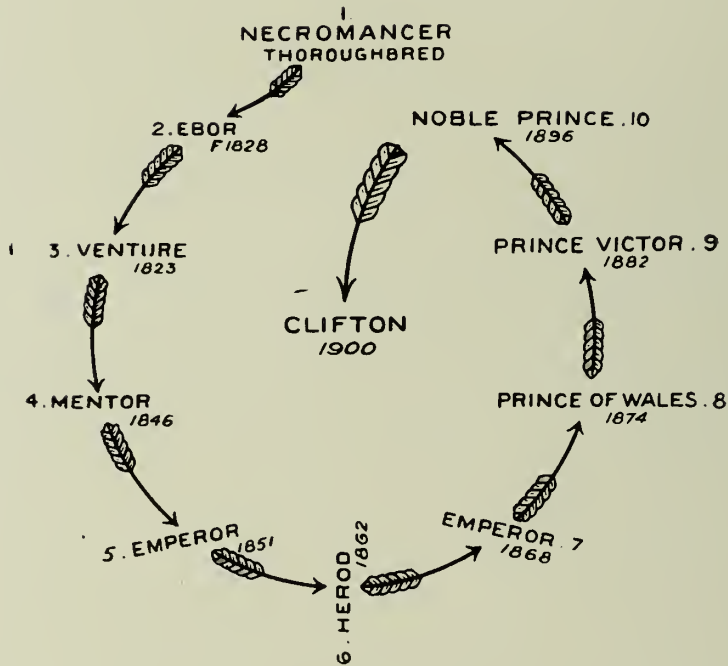 1.
NECROMANCER
THOROUGHBRED
2. EBOR
F1828
3. VENTURE
1823
4. MENTOR
1846
5. EMPEROR
1851
6. HEROD
1862
EMPEROR. 7
1868
PRINCE OF WALES. 8
1874
PRINCE VICTOR. 9
1882
NOBLE PRINCE. 10
1896
CLIFTON
1900